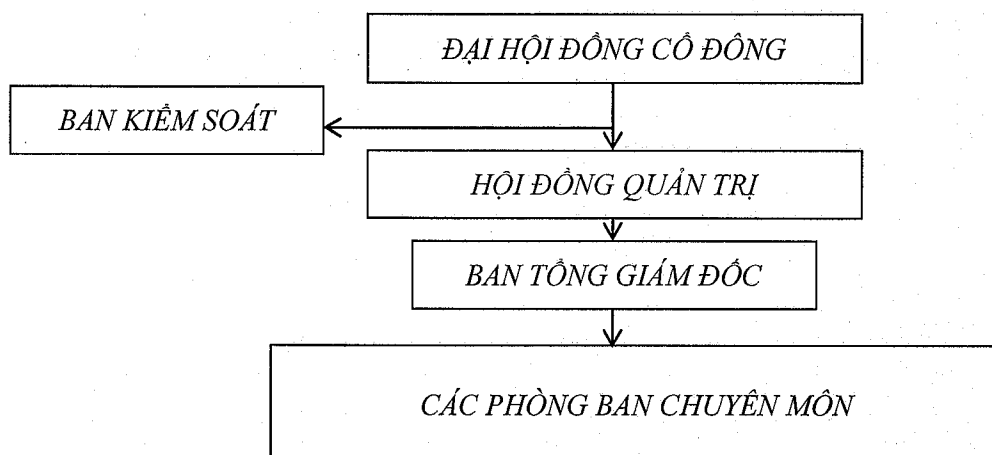 ĐẠI HỘI ĐỒNG CỔ ĐÔNG
BAN KIỂM SOÁT
HỘI ĐỒNG QUẢN TRỊ
BAN TỔNG GIÁM ĐỐC
CÁC PHÒNG BAN CHUYÊN MÔN